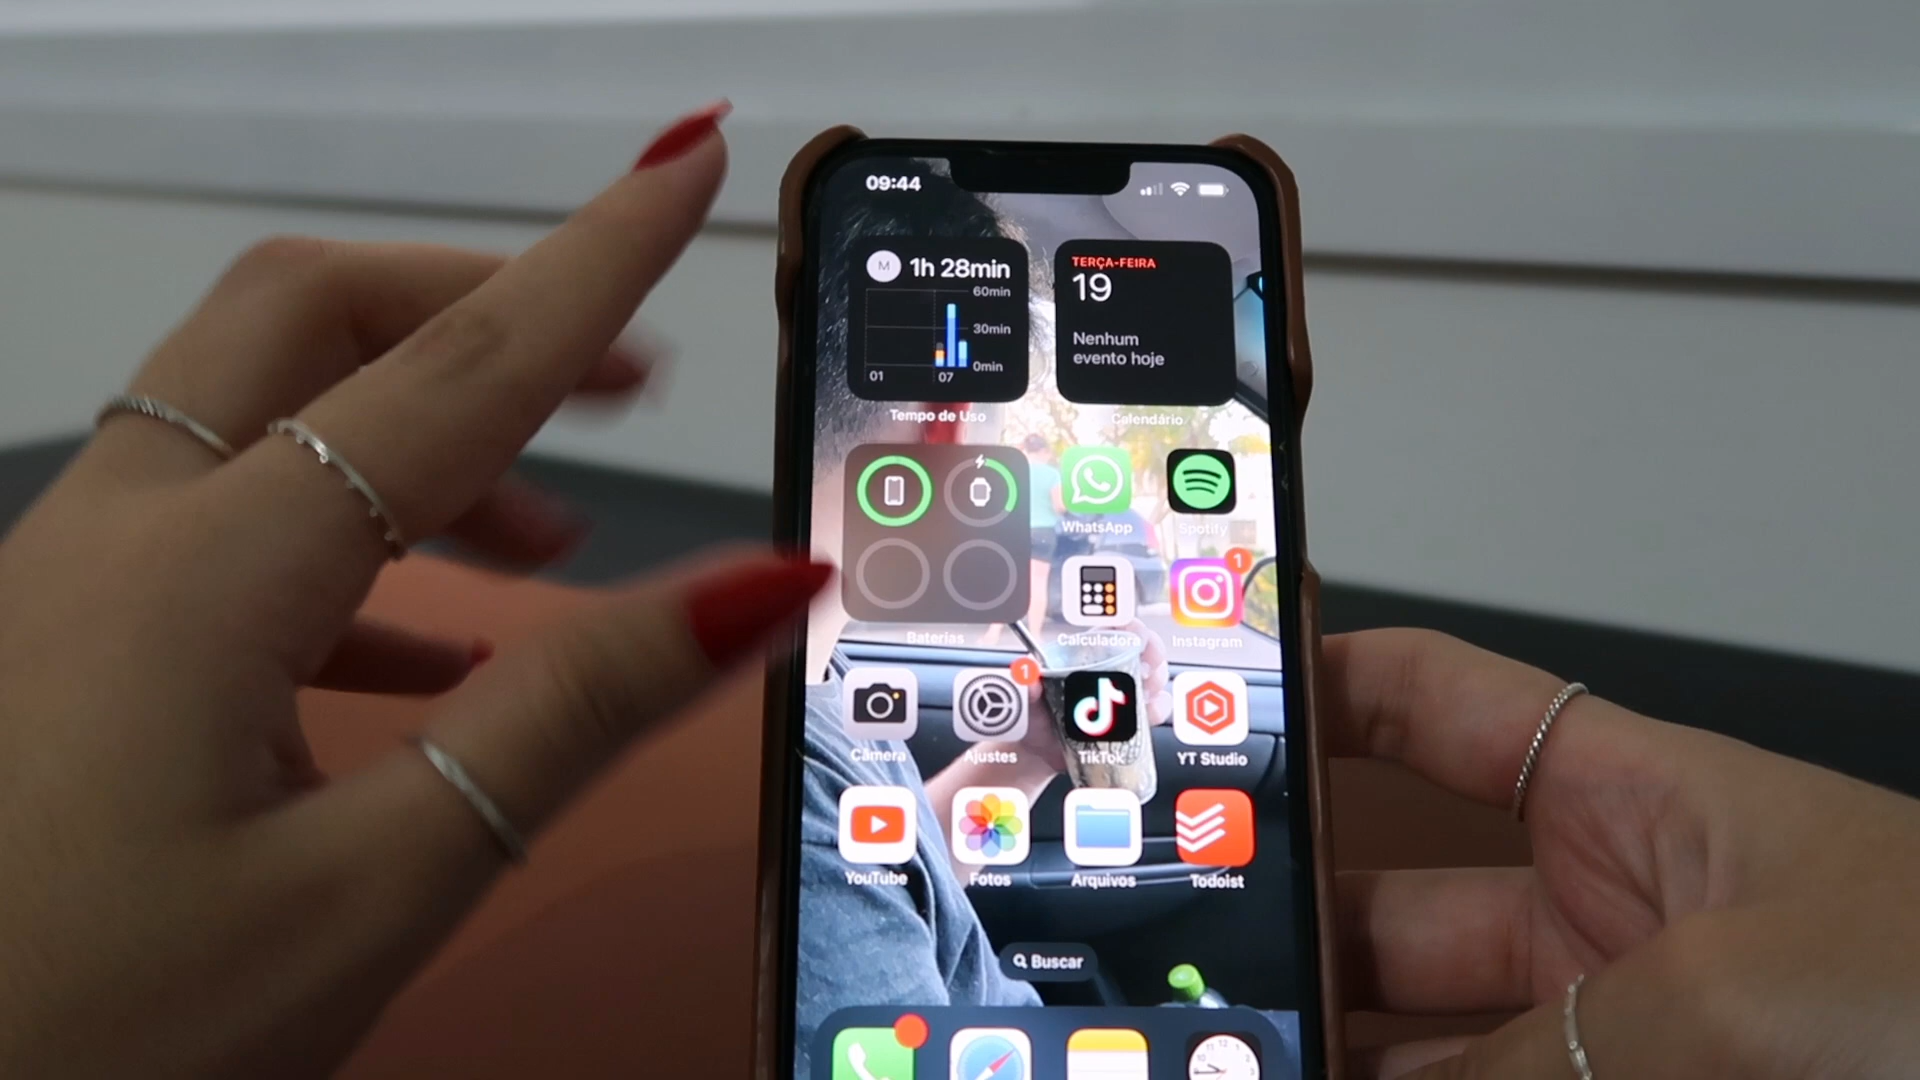 09:44
M 1h 28min
60min
30min
0min
01 07
Tempo de Uso
TERÇA-FEIRA
19
Nenhum
evento hoje
Calendário
Baterias
WhatsApp
Spotify
Calculadora
1
Instagram
Câmera
1
Ajustes
TikTok
YT Studio
YouTube
Fotos
Arquivos
Todoist
Buscar